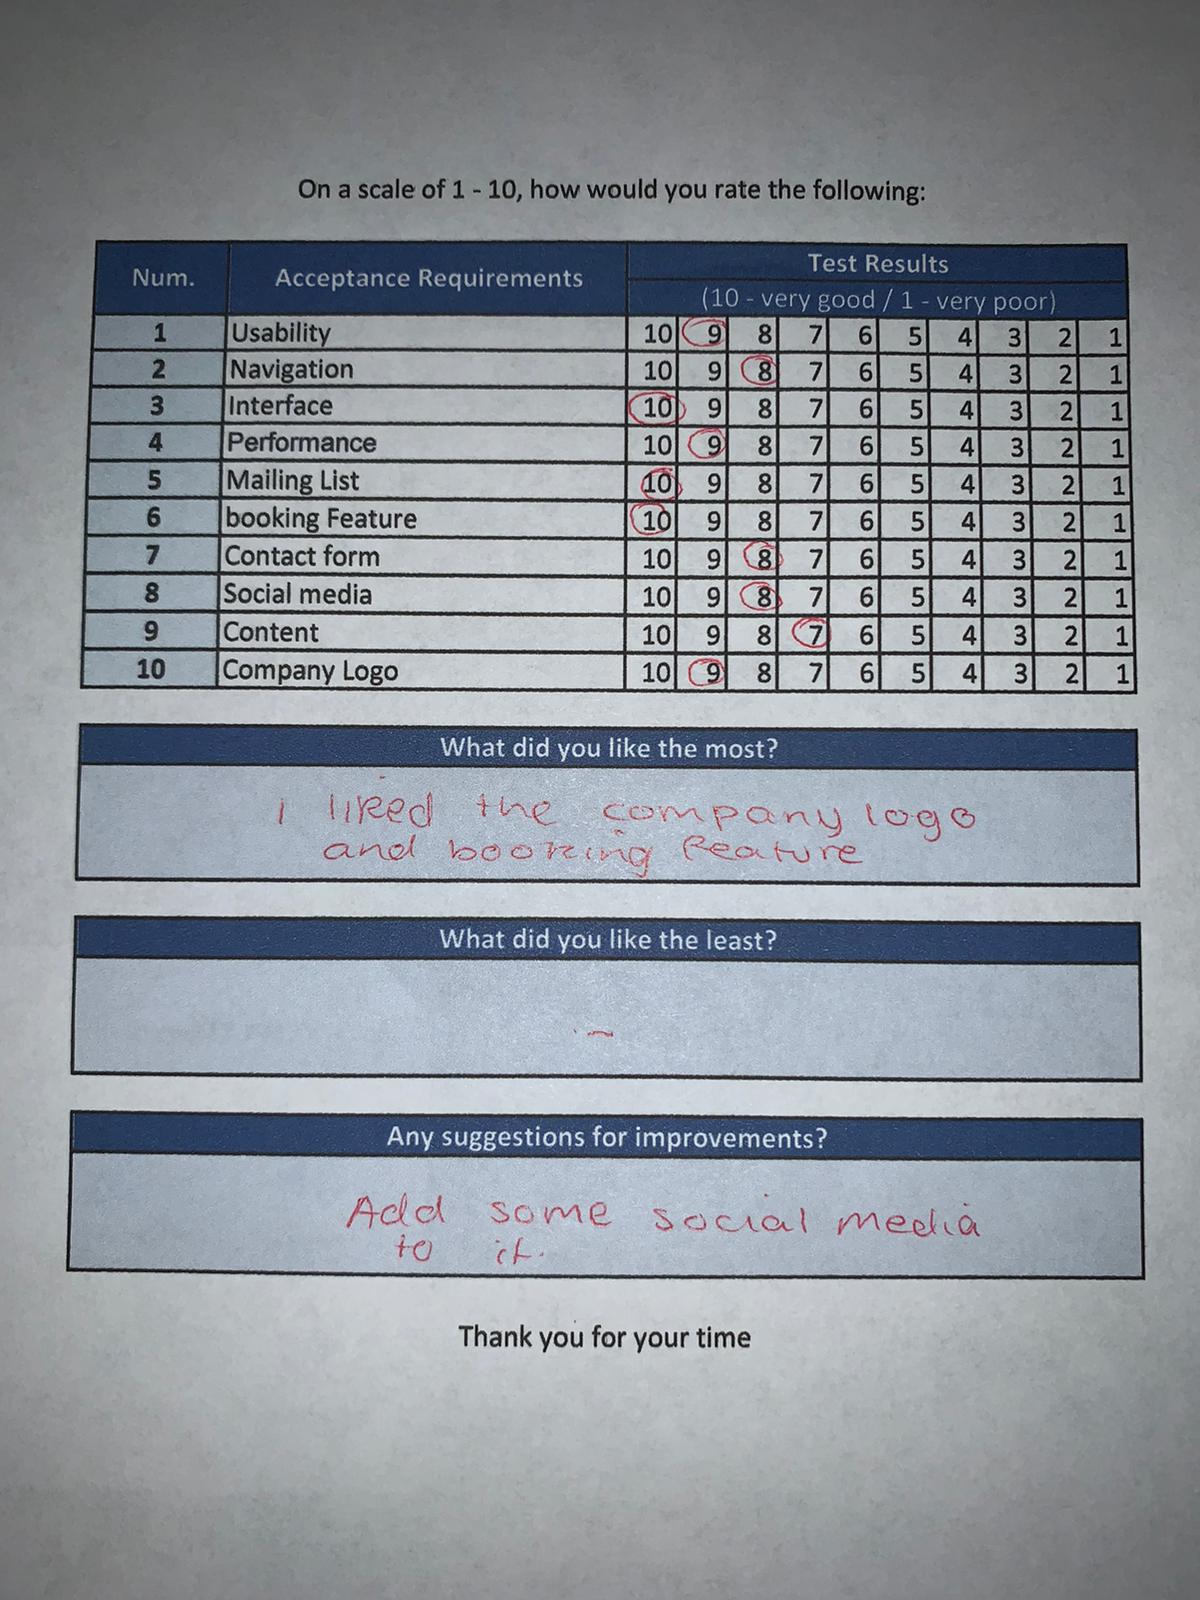 On a scale of 1 - 10, how would you rate the following:
Num. Acceptance Requirements Test Results
(10 - very good / 1 - very poor)
1 Usability 10 9 8 7 6 5 4 3 2 1
2 Navigation 10 9 8 7 6 5 4 3 2 1
3 Interface 10 9 8 7 6 5 4 3 2 1
4 Performance 10 9 8 7 6 5 4 3 2 1
5 Mailing List 10 9 8 7 6 5 4 3 2 1
6 booking Feature 10 9 8 7 6 5 4 3 2 1
7 Contact form 10 9 8 7 6 5 4 3 2 1
8 Social media 10 9 8 7 6 5 4 3 2 1
9 Content 10 9 8 7 6 5 4 3 2 1
10 Company Logo 10 9 8 7 6 5 4 3 2 1
What did you like the most?
I liked the company logo
and booking feature
What did you like the least?
-
Any suggestions for improvements?
Add some social media
to it.
Thank you for your time